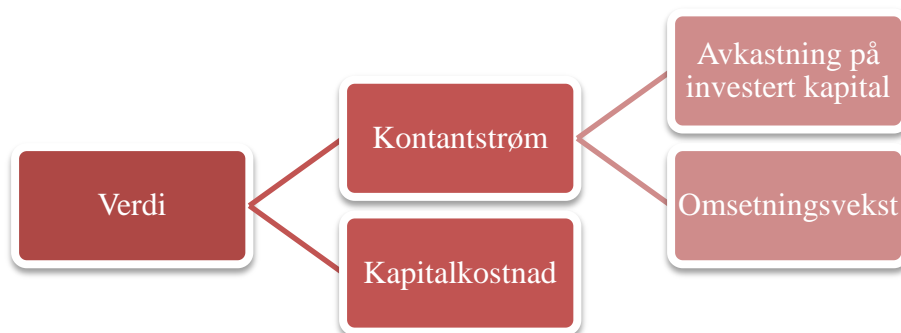 Verdi
Kontantstrøm
Kapitalkostnad
Avkastning på
investert kapital
Omsetningsvekst